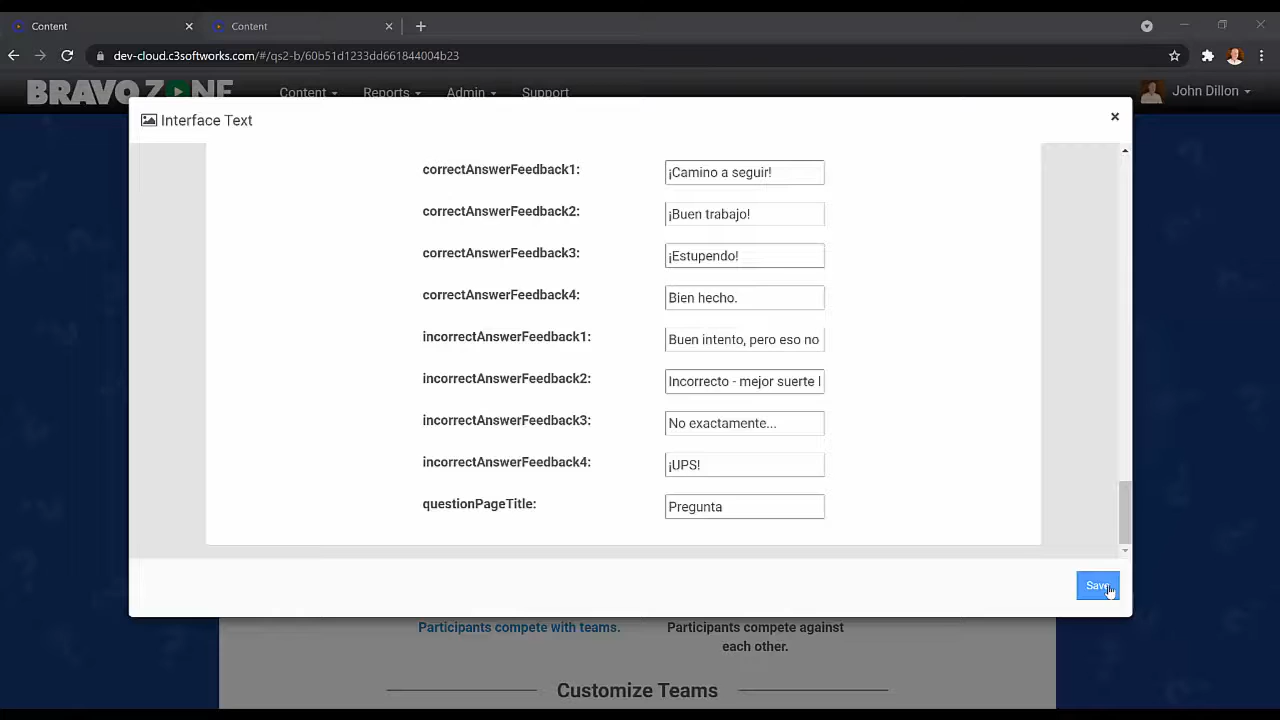 Content
Content
dev-cloud.c3softworks.com/#/qs2-b/60b51d1233dd661844004b23
BRAVO ZONE Content Reports Admin Support John Dillon
Interface Text
correctAnswerFeedback1: ¡Camino a seguir!
correctAnswerFeedback2: ¡Buen trabajo!
correctAnswerFeedback3: ¡Estupendo!
correctAnswerFeedback4: Bien hecho.
incorrectAnswerFeedback1: Buen intento, pero eso no
incorrectAnswerFeedback2: Incorrecto - mejor suerte
incorrectAnswerFeedback3: No exactamente...
incorrectAnswerFeedback4: ¡UPS!
questionPageTitle: Pregunta
Save
Participants compete with teams. Participants compete against
each other.
Customize Teams